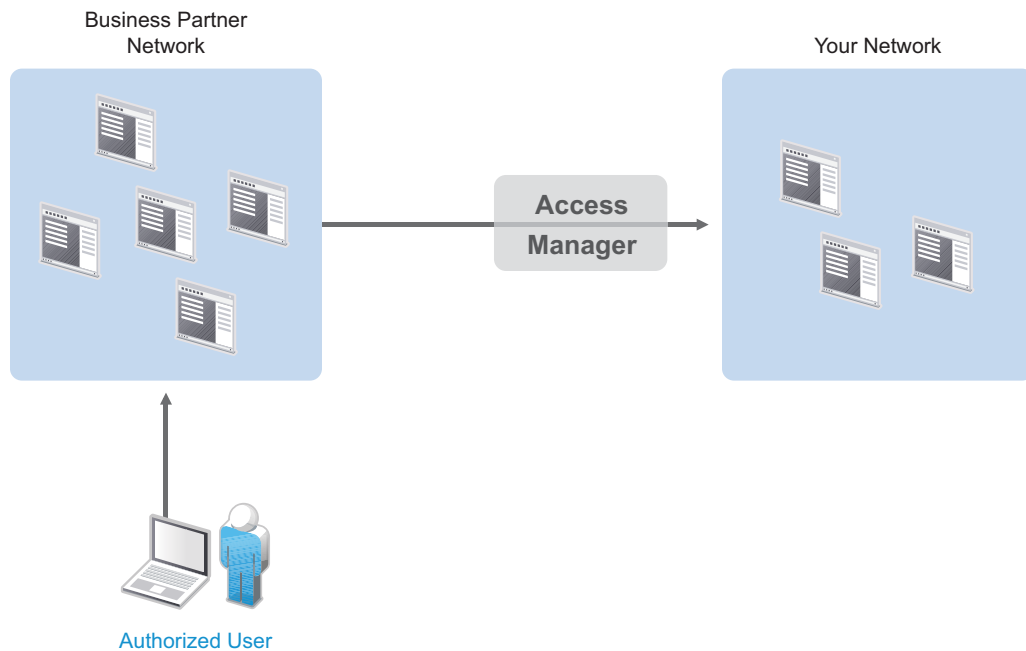 Business Partner
Network
Your Network
Access
Manager
Authorized User